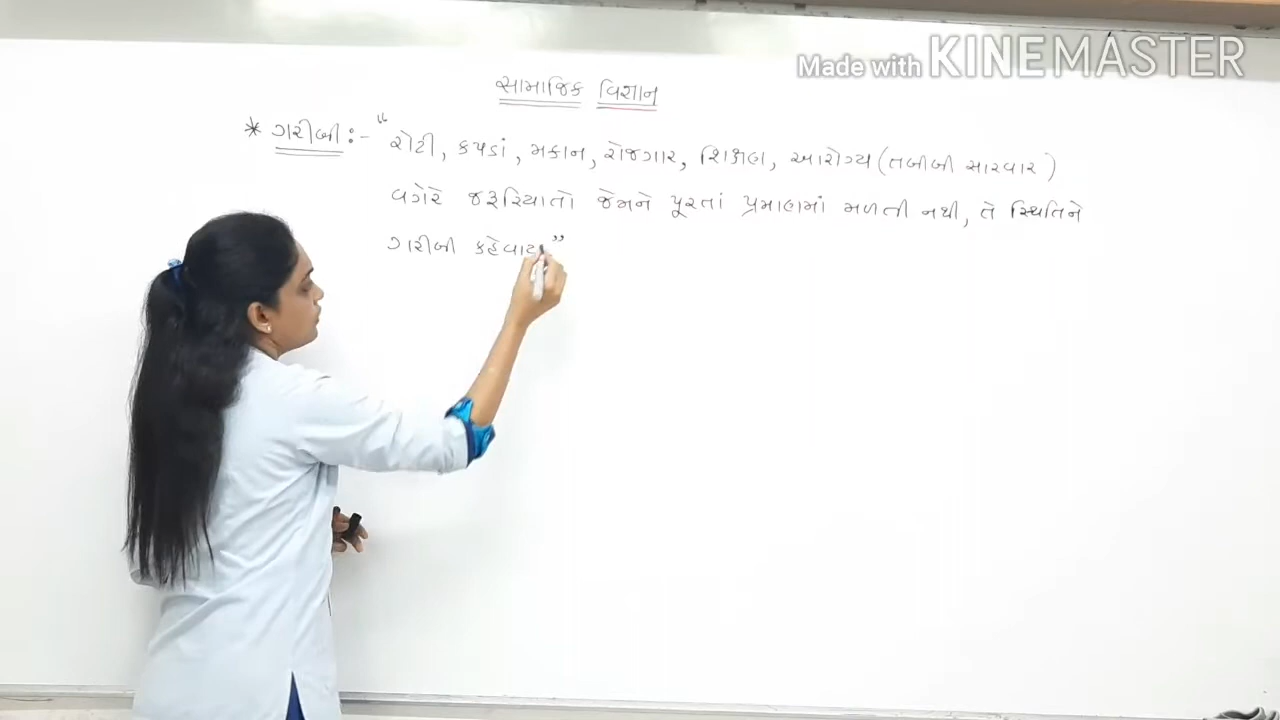 Made with KINEMASTER
સામાજિક વિજ્ઞાન
* ગરીબી :- “ રોટી, કપડાં, મકાન, રોજગાર, શિક્ષણ, આરોગ્ય (તબીબી સારવાર)
વગેરે જરૂરિયાતો જેમને પૂરતાં પ્રમાણમાં મળતી નથી, તે સ્થિતિને
ગરીબી કહેવાય ”